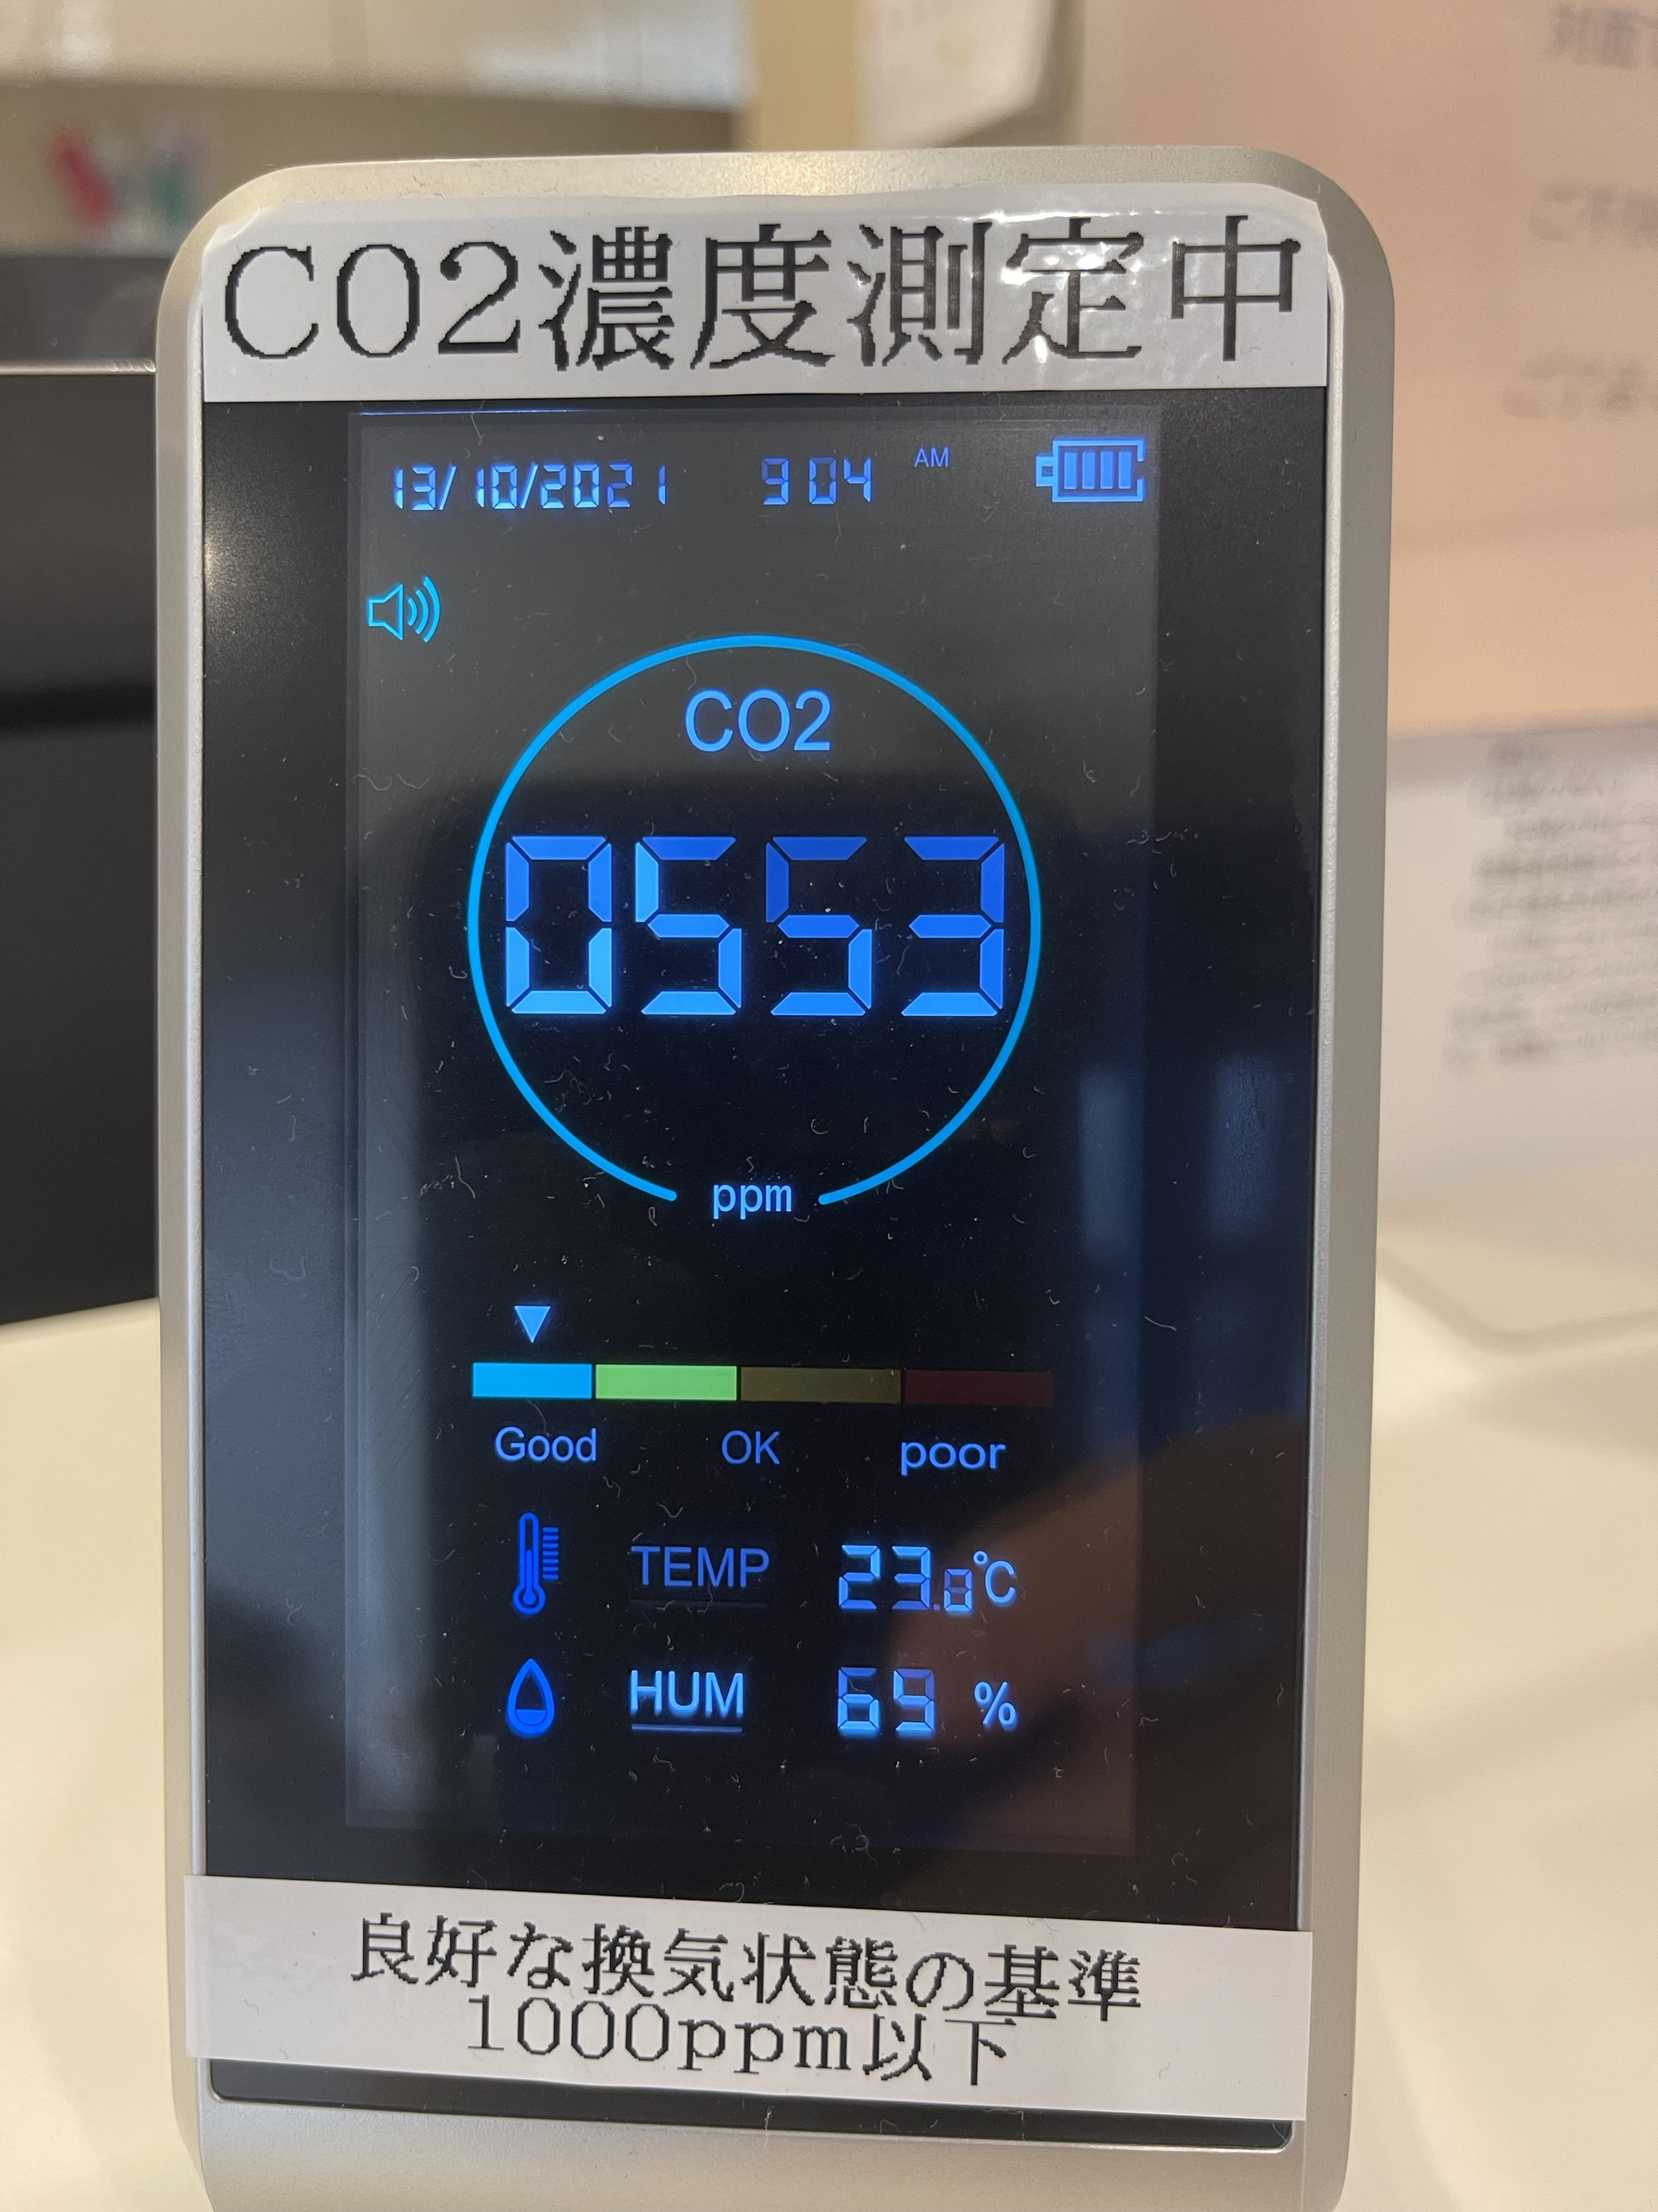 CO2濃度測定中
13/10/2021 9 04 AM
CO2
0553
ppm
Good OK poor
TEMP 23.8℃
HUM 69 %
良好な換気状態の基準
1000ppm以下